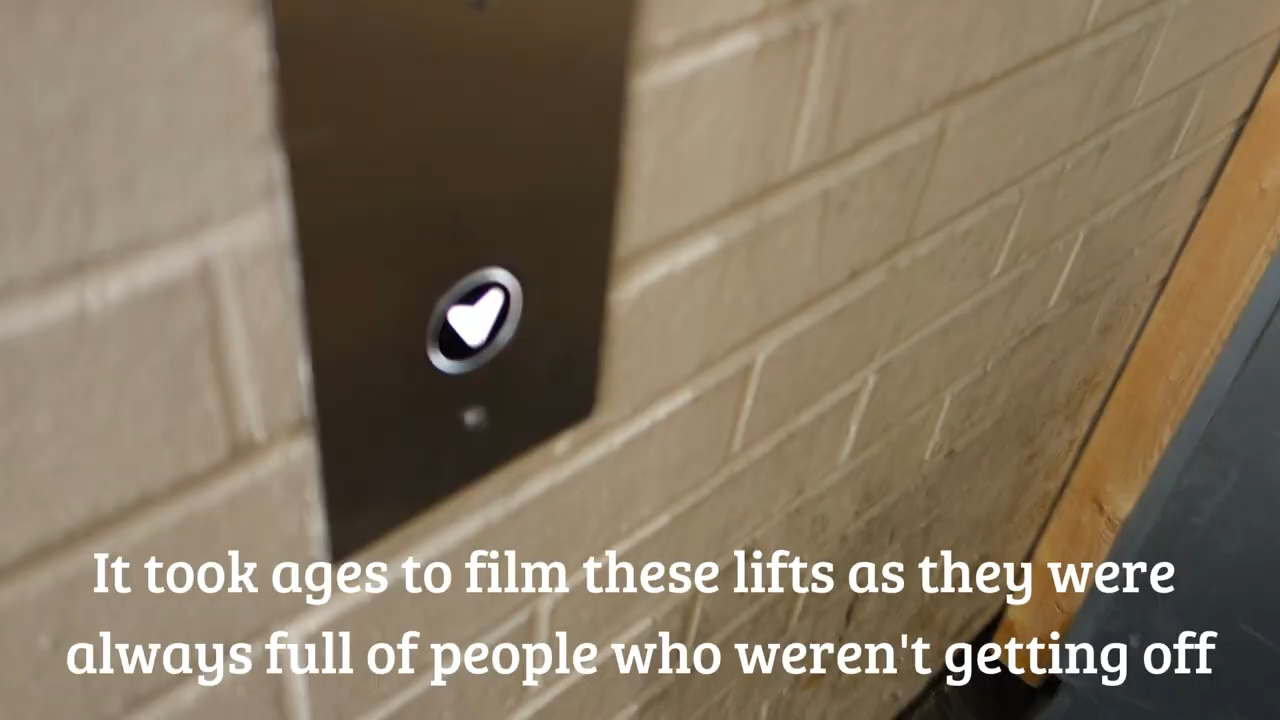 It took ages to film these lifts as they were
always full of people who weren't getting off